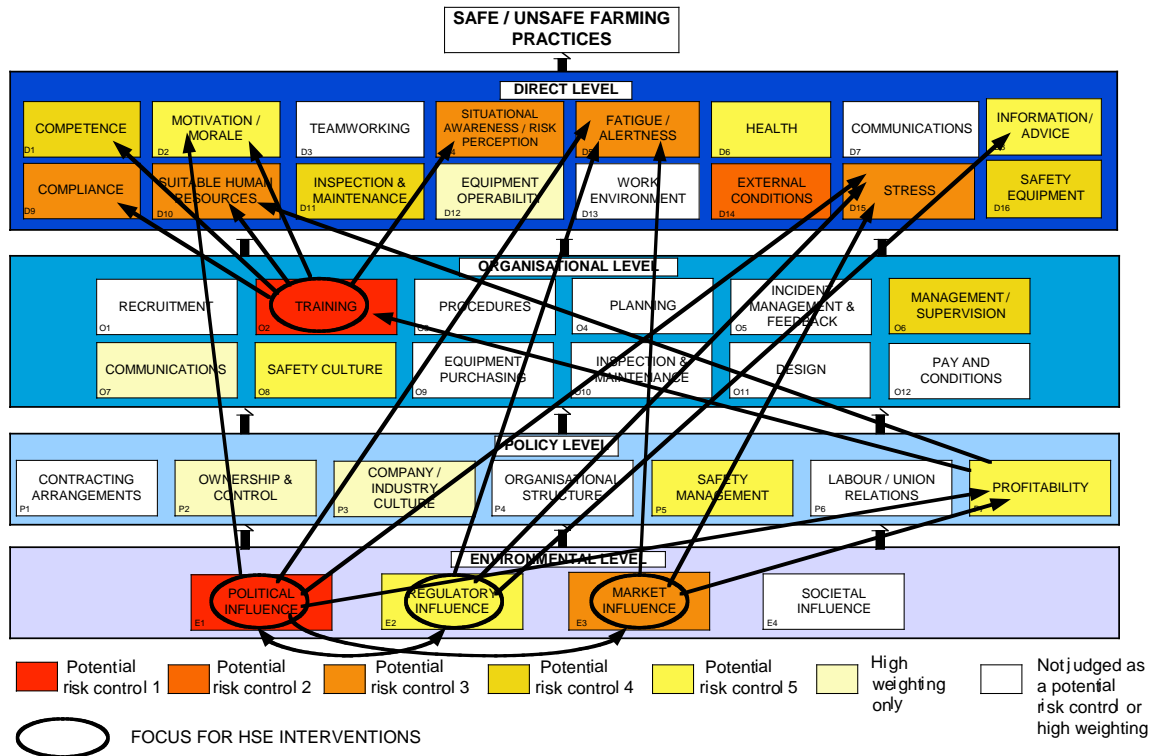 SAFE / UNSAFE FARMING
PRACTICES
DIRECT LEVEL
COMPETENCE
D1
MOTIVATION /
MORALE
D2
TEAMWORKING
D3
SITUATIONAL
AWARENESS / RISK
PERCEPTION
FATIGUE /
ALERTNESS
HEALTH
D6
COMMUNICATIONS
D7
INFORMATION/
ADVICE
COMPLIANCE
D9
SUITABLE HUMAN
RESOURCES
D10
INSPECTION &
MAINTENANCE
D11
EQUIPMENT
OPERABILITY
D12
WORK
ENVIRONMENT
D13
EXTERNAL
CONDITIONS
D14
STRESS
D15
SAFETY
EQUIPMENT
D16
ORGANISATIONAL LEVEL
RECRUITMENT
O1
TRAINING
O2
PROCEDURES
O3
PLANNING
O4
INCIDENT
MANAGEMENT &
FEEDBACK
O5
MANAGEMENT /
SUPERVISION
O6
COMMUNICATIONS
O7
SAFETY CULTURE
O8
EQUIPMENT
PURCHASING
O9
INSPECTION &
MAINTENANCE
O10
DESIGN
O11
PAY AND
CONDITIONS
O12
POLICY LEVEL
CONTRACTING
ARRANGEMENTS
P1
OWNERSHIP &
CONTROL
P2
COMPANY /
INDUSTRY
CULTURE
P3
ORGANISATIONAL
STRUCTURE
P4
SAFETY
MANAGEMENT
P5
LABOUR / UNION
RELATIONS
P6
PROFITABILITY
P7
ENVIRONMENTAL LEVEL
POLITICAL
INFLUENCE
E1
REGULATORY
INFLUENCE
E2
MARKET
INFLUENCE
E3
SOCIETAL
INFLUENCE
E4
Potential
risk control 1
Potential
risk control 2
Potential
risk control 3
Potential
risk control 4
Potential
risk control 5
High
weighting
only
Not judged as
a potential
risk control or
high weighting
FOCUS FOR HSE INTERVENTIONS